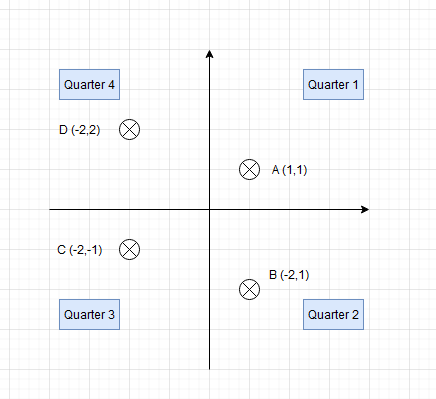 Quarter 4
Quarter 1
D (-2,2)
A (1,1)
C (-2,-1)
B (-2,1)
Quarter 3
Quarter 2